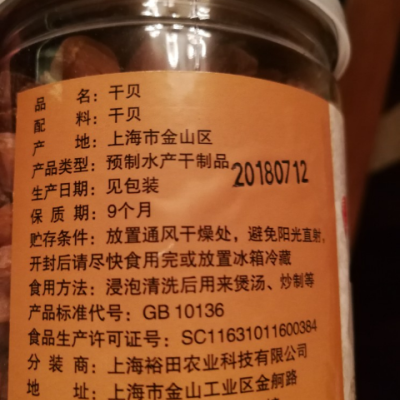 品 名：干贝
配 料：干贝
产 地：上海市金山区
产品类型：预制水产干制品
20180712
生产日期：见包装
保 质 期：9个月
贮存条件：放置通风干燥处，避免阳光直射，
开封后请尽快食用完或放置冰箱冷藏
食用方法：浸泡清洗后用来煲汤、炒制等
产品标准代号：GB 10136
食品生产许可证号：SC11631011600384
分 装 商：上海裕田农业科技有限公司
地 址：上海市金山工业区金舸路